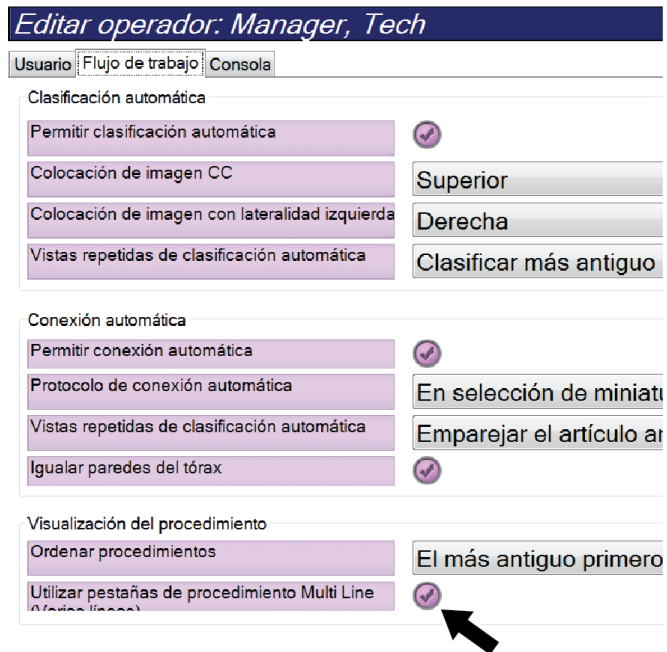 Editar operador: Manager, Tech
Usuario Flujo de trabajo Consola
Clasificación automática
Permitir clasificación automática
Colocación de imagen CC
Superior
Colocación de imagen con lateralidad izquierda
Derecha
Vistas repetidas de clasificación automática
Clasificar más antiguo
Conexión automática
Permitir conexión automática
Protocolo de conexión automática
En selección de miniatu
Vistas repetidas de clasificación automática
Emparejar el artículo an
Igualar paredes del tórax
Visualización del procedimiento
Ordenar procedimientos
El más antiguo primero
Utilizar pestañas de procedimiento Multi Line
(Varias líneas)